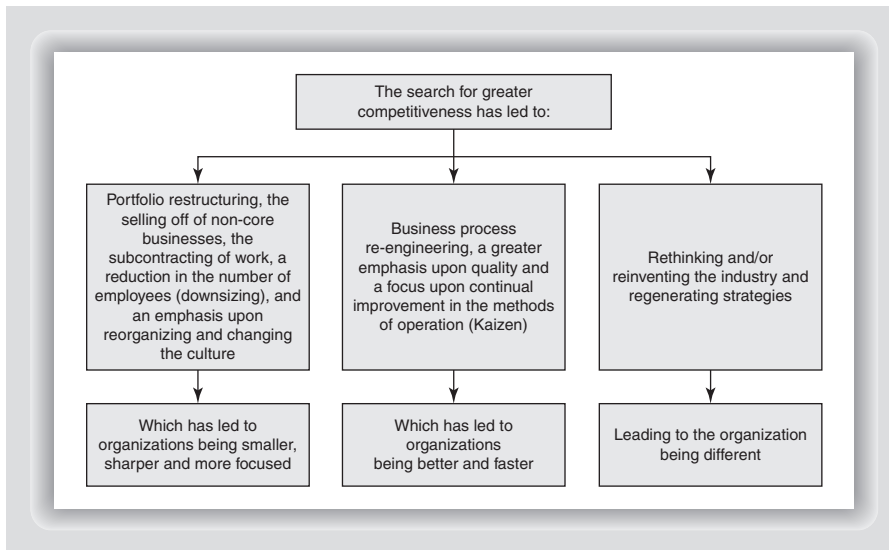 The search for greater
competitiveness has led to:
Portfolio restructuring, the
selling off of non-core
businesses, the
subcontracting of work, a
reduction in the number of
employees (downsizing), and
an emphasis upon
reorganizing and changing
the culture
Business process
re-engineering, a greater
emphasis upon quality and
a focus upon continual
improvement in the methods
of operation (Kaizen)
Rethinking and/or
reinventing the industry and
regenerating strategies
Which has led to
organizations being smaller,
sharper and more focused
Which has led to
organizations
being better and faster
Leading to the organization
being different